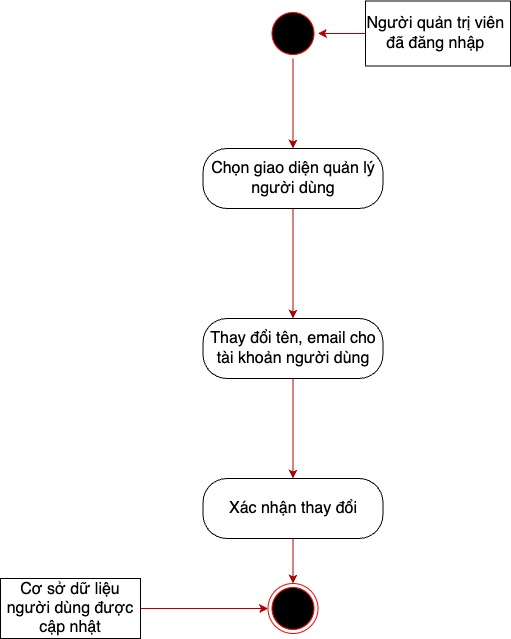 Người quản trị viên
đã đăng nhập
Chọn giao diện quản lý
người dùng
Thay đổi tên, email cho
tài khoản người dùng
Xác nhận thay đổi
Cơ sở dữ liệu
người dùng được
cập nhật